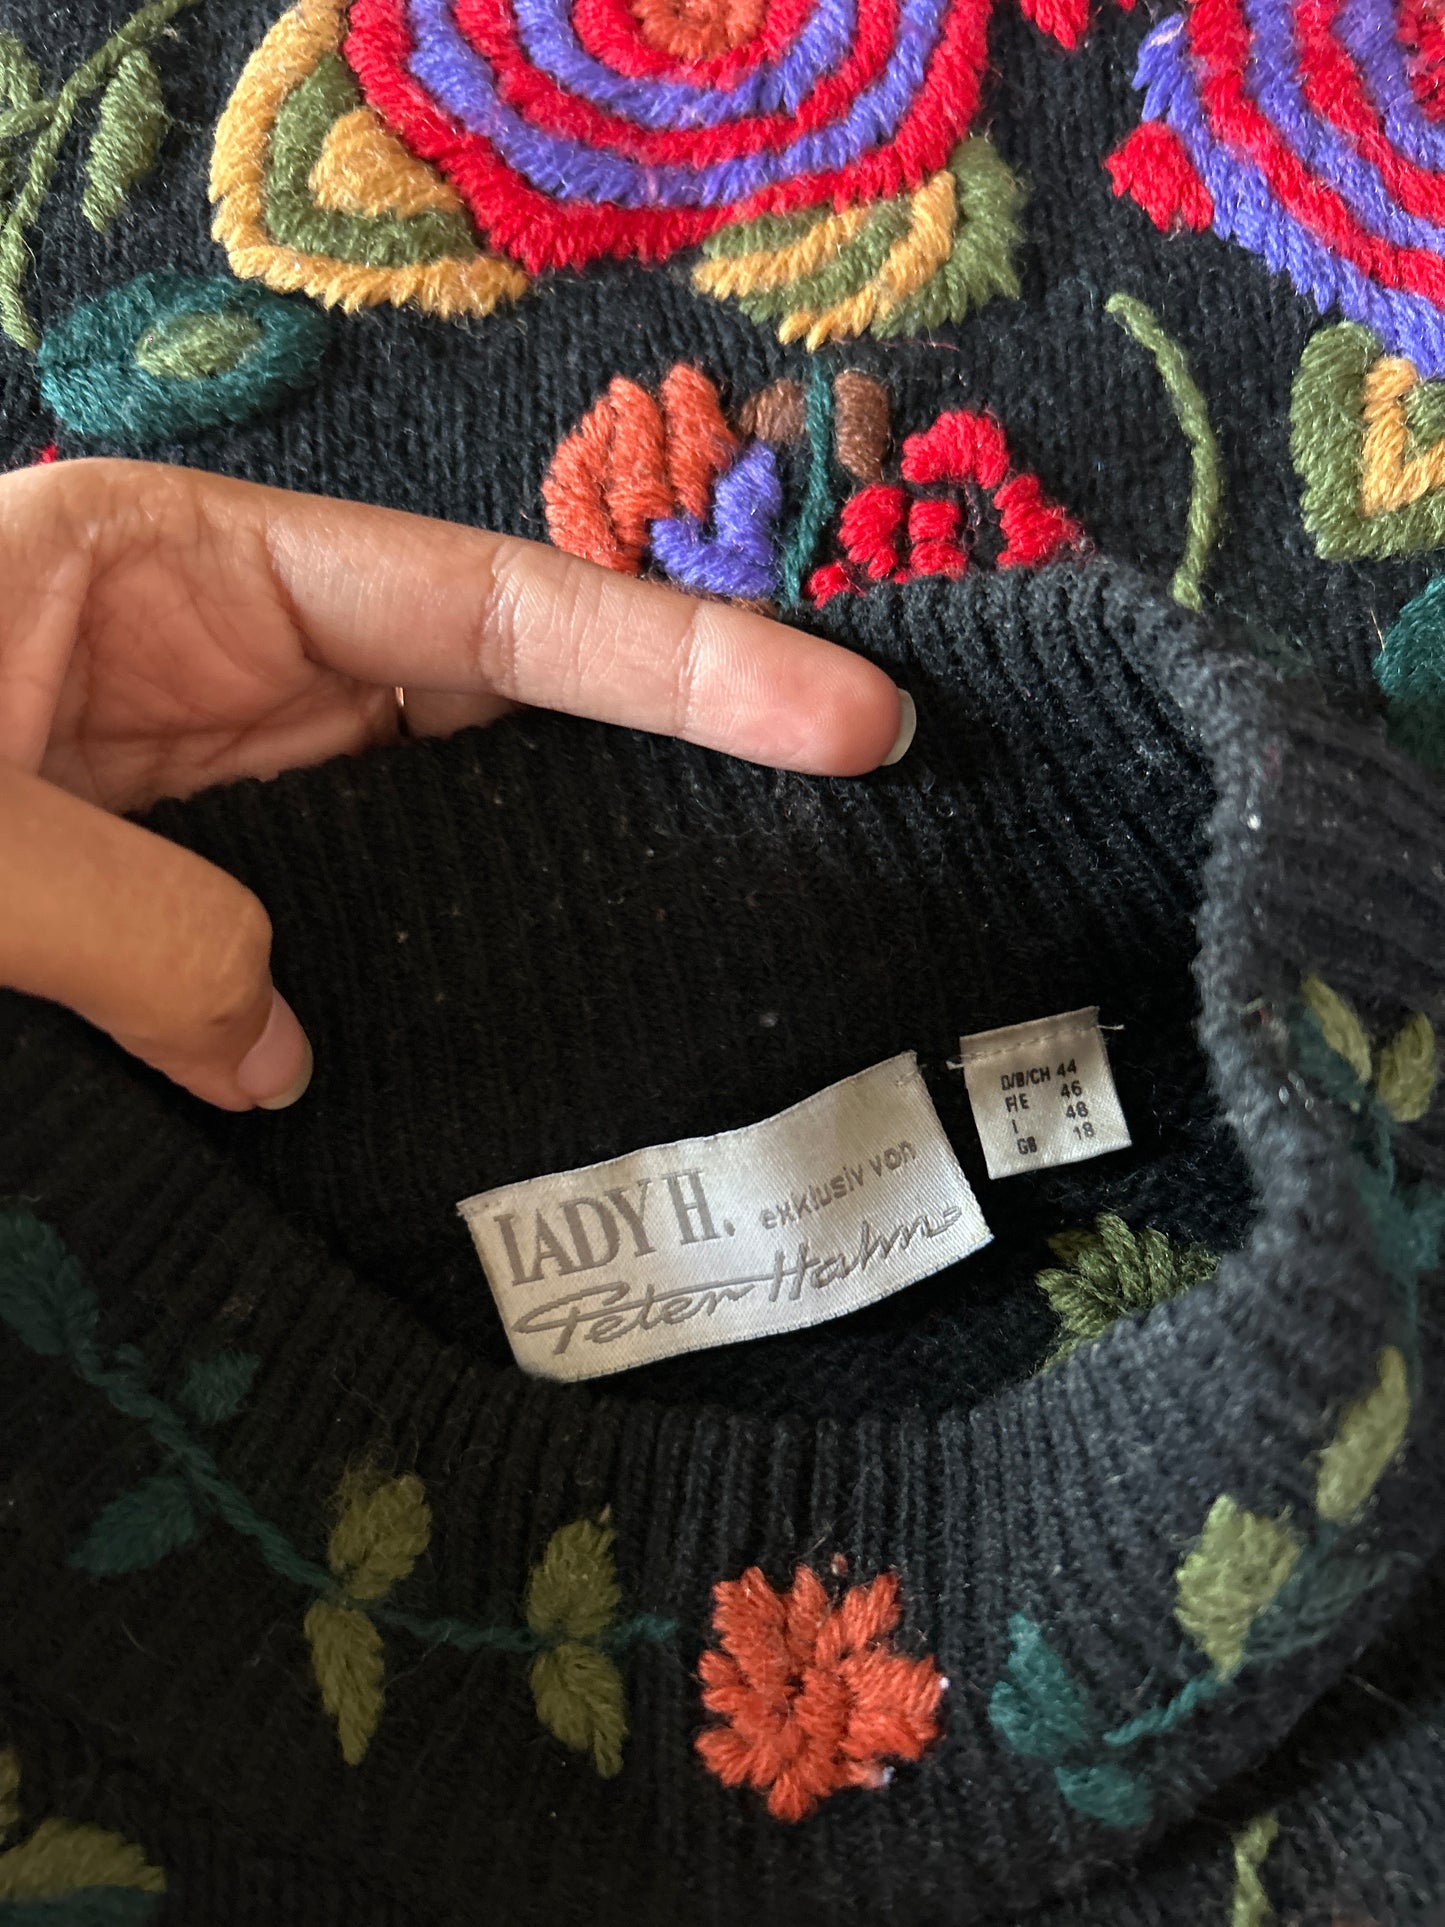 LADY H. exklusiv von
Peter Hahn
D/B/CH 44
F/E 46
I 48
GB 18